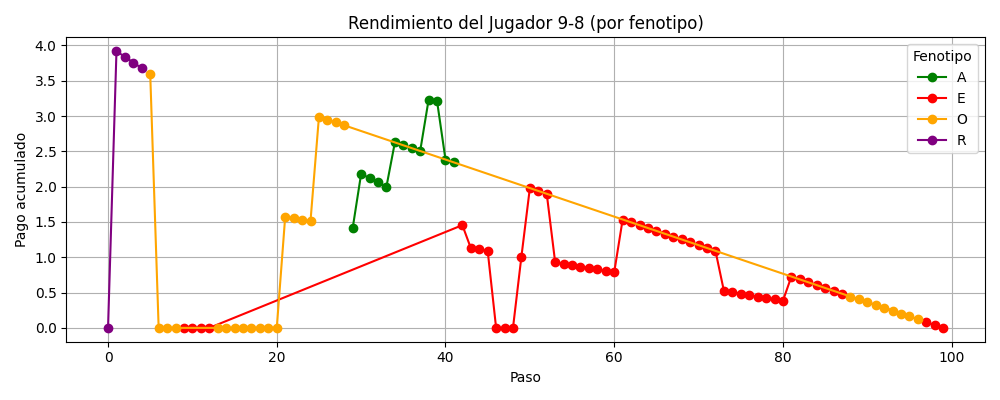 Rendimiento del Jugador 9-8 (por fenotipo)
Pago acumulado
4.0
3.5
3.0
2.5
2.0
1.5
1.0
0.5
0.0
Fenotipo
A
E
O
R
0 20 40 60 80 100
Paso